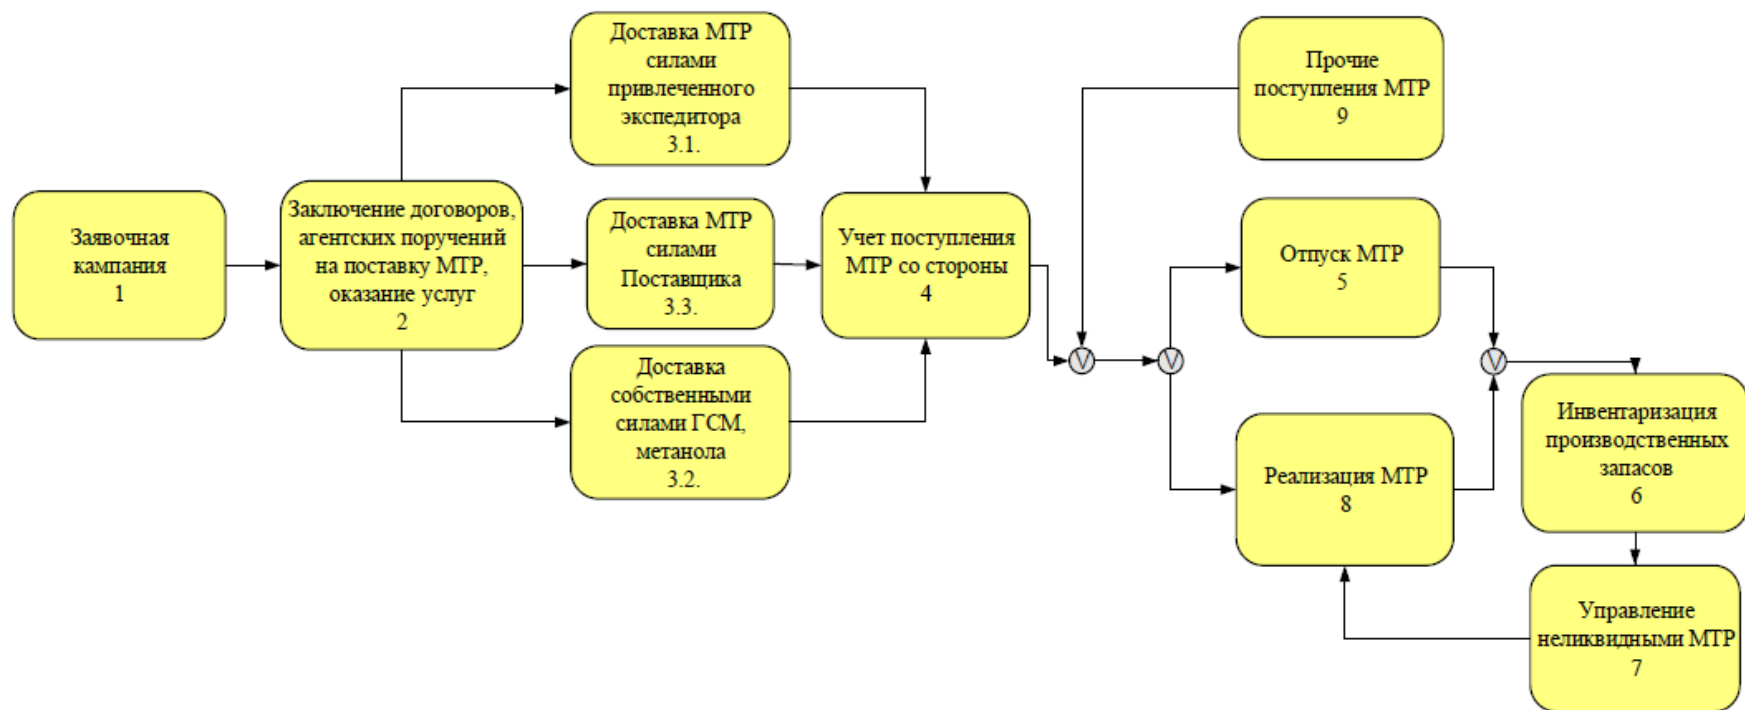 Заявочная
кампания
1
Заключение договоров,
агентских поручений
на поставку МТР,
оказание услуг
2
Доставка МТР
силами
привлеченного
экспедитора
3.1.
Доставка МТР
силами
Поставщика
3.3.
Доставка
собственными
силами ГСМ,
метанола
3.2.
Учет поступления
МТР со стороны
4
Прочие
поступления МТР
9
V
V
Отпуск МТР
5
Реализация МТР
8
V
Инвентаризация
производственных
запасов
6
Управление
неликвидными МТР
7